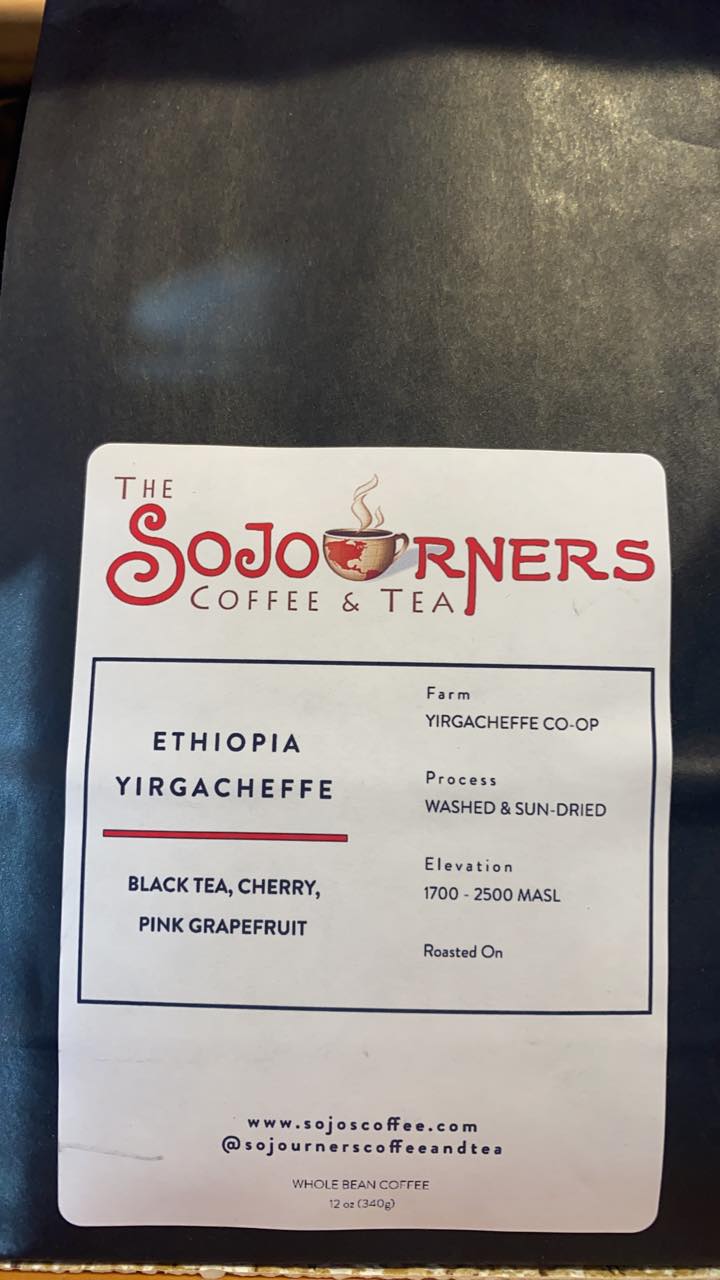 THE
SOJOURNERS
COFFEE & TEA
ETHIOPIA
YIRGACHEFFE
BLACK TEA, CHERRY,
PINK GRAPEFRUIT
Farm
YIRGACHEFFE CO-OP
Process
WASHED & SUN-DRIED
Elevation
1700 - 2500 MASL
Roasted On
www.sojoscoffee.com
@sojournerscoffeeandtea
WHOLE BEAN COFFEE
12 oz (340g)